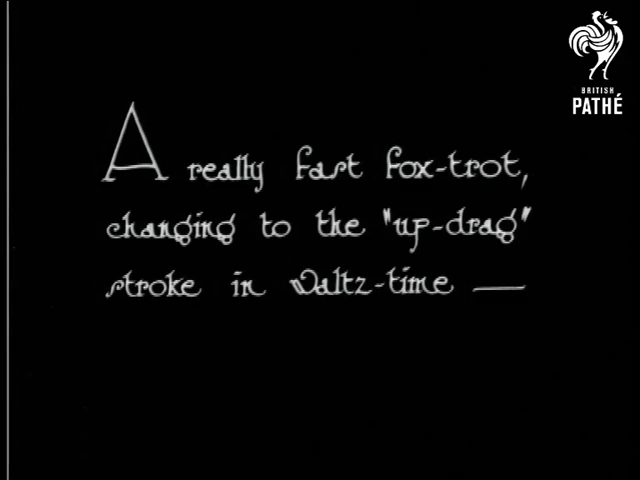 BRITISH
PATHÉ
A really fast fox-trot,
changing to the "up-drag"
stroke in Waltz-time —